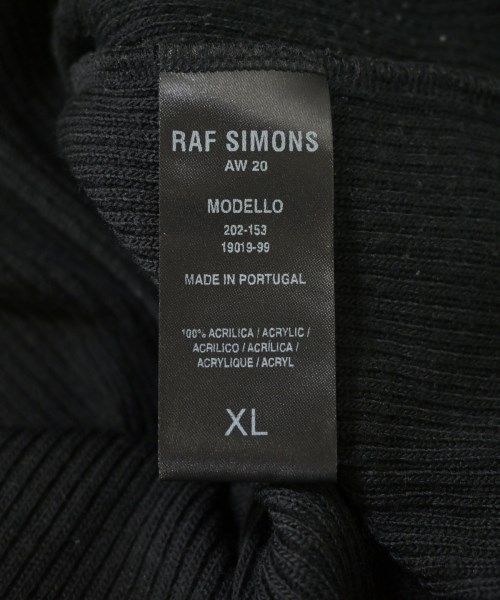 RAF SIMONS
AW 20
MODELLO
202-153
19019-99
MADE IN PORTUGAL
100% ACRILICA / ACRYLIC /
ACRILICO / ACRÍLICA /
ACRYLIQUE / ACRYL
XL